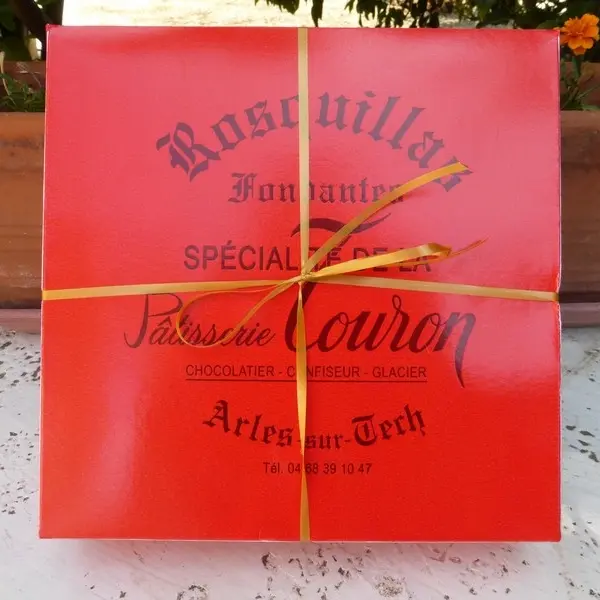 Rosquillas
Fondantes
SPÉCIALITÉ DE LA
Pâtisserie Touron
CHOCOLATIER - CONFISEUR - GLACIER
Arles-sur-Tech
Tél. 04 68 39 10 47